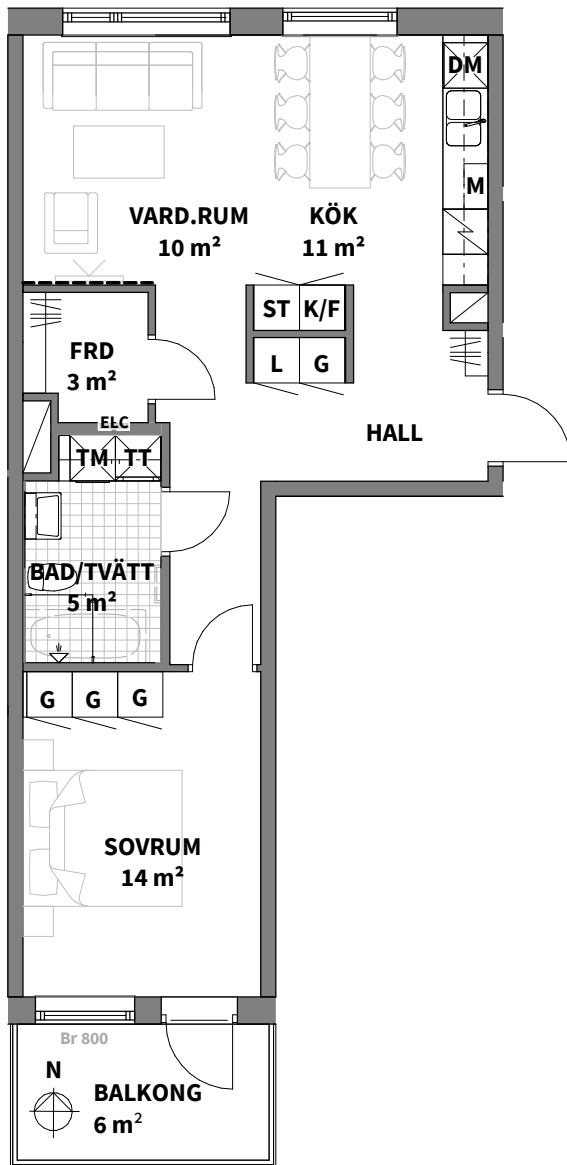 DM
M
VARD.RUM
10 m²
KÖK
11 m²
ST K/F
L G
FRD
3 m²
HALL
ELC
TM TT
BAD/TVÄTT
5 m²
G G G
SOVRUM
14 m²
Br 800
N
BALKONG
6 m²